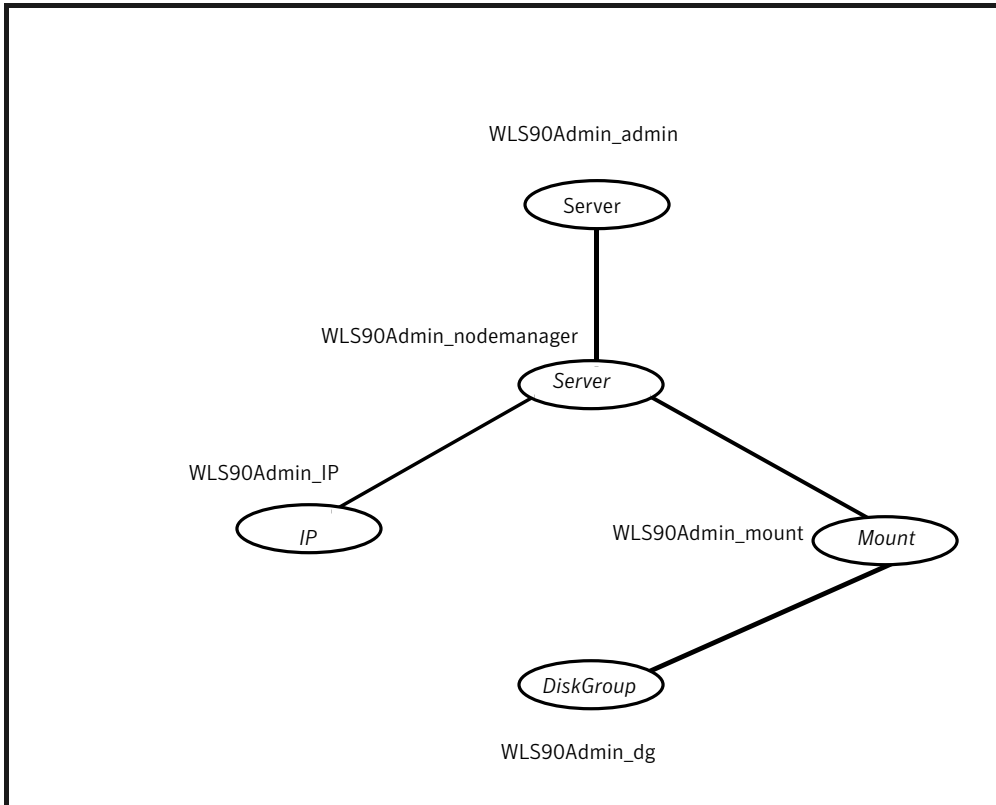 WLS90Admin_admin
Server
WLS90Admin_nodemanager
Server
WLS90Admin_IP
IP
WLS90Admin_mount
Mount
DiskGroup
WLS90Admin_dg